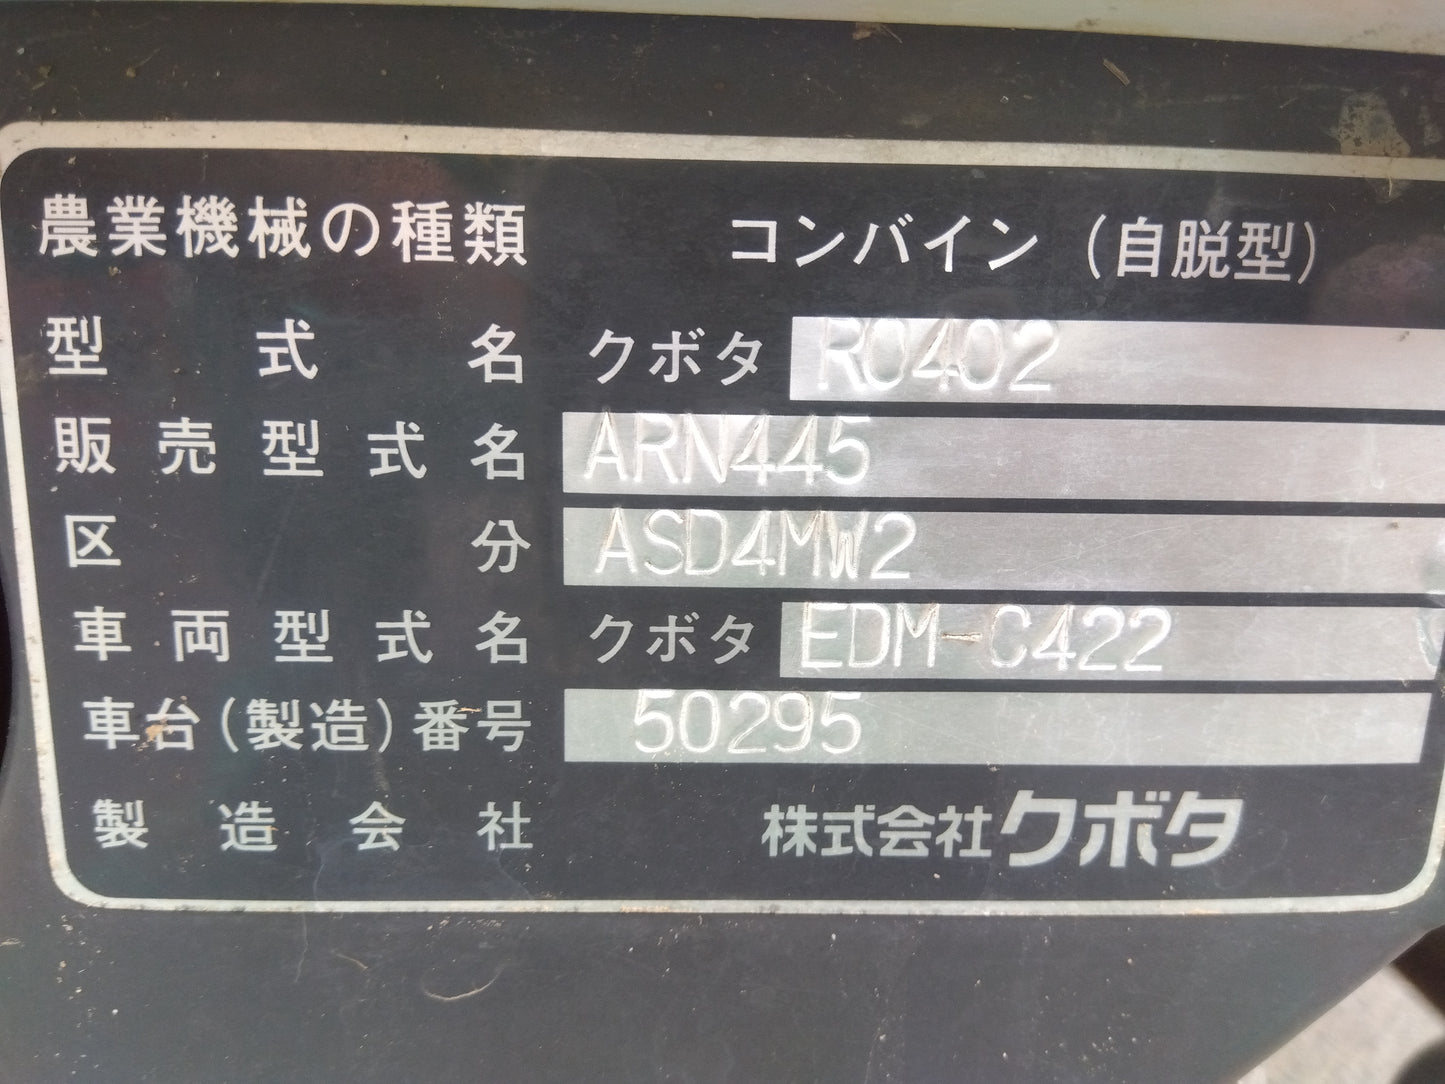 農業機械の種類 コンバイン（自脱型）
型式名 クボタ R0402
販売型式名 ARN445
区分 ASD4MW2
車両型式名 クボタ EDM-C422
車台（製造）番号 50295
製造会社 株式会社クボタ